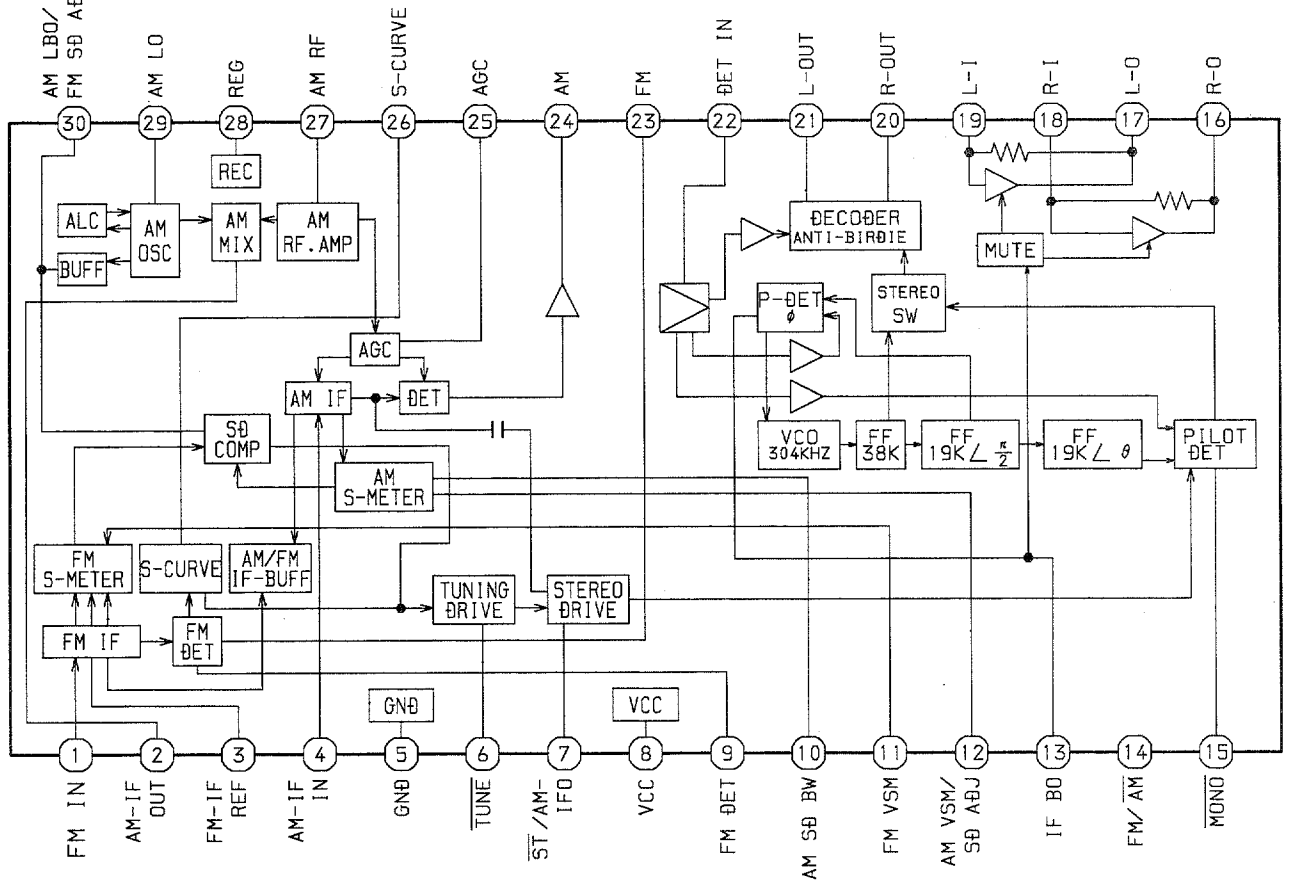 AM LBO/
FM SD AD
AM LO
REG
AM RF
S-CURVE
AGC
AM
FM
DET IN
L-OUT
R-OUT
L-I
R-I
L-O
R-O
30
29
28
27
26
25
24
23
22
21
20
19
18
17
16
REC
ALC
AM
OSC
AM
MIX
AM
RF.AMP
BUFF
DECODER
ANTI-BIRDIE
MUTE
P-DET
ø
STEREO
SW
AGC
AM IF
DET
SD
COMP
AM
S-METER
VCO
304KHZ
FF
38K
FF
19K∠ π/2
FF
19K∠ θ
PILOT
DET
FM
S-METER
S-CURVE
AM/FM
IF-BUFF
TUNING
DRIVE
STEREO
DRIVE
FM IF
FM
DET
GND
VCC
1
2
3
4
5
6
7
8
9
10
11
12
13
14
15
FM IN
AM-IF
OUT
FM-IF
REF
AM-IF
IN
GND
TUNE
ST/AM-
IFO
VCC
FM DET
AM SD BW
FM VSM
AM VSM/
SD ADJ
IF BO
FM/AM
MONO